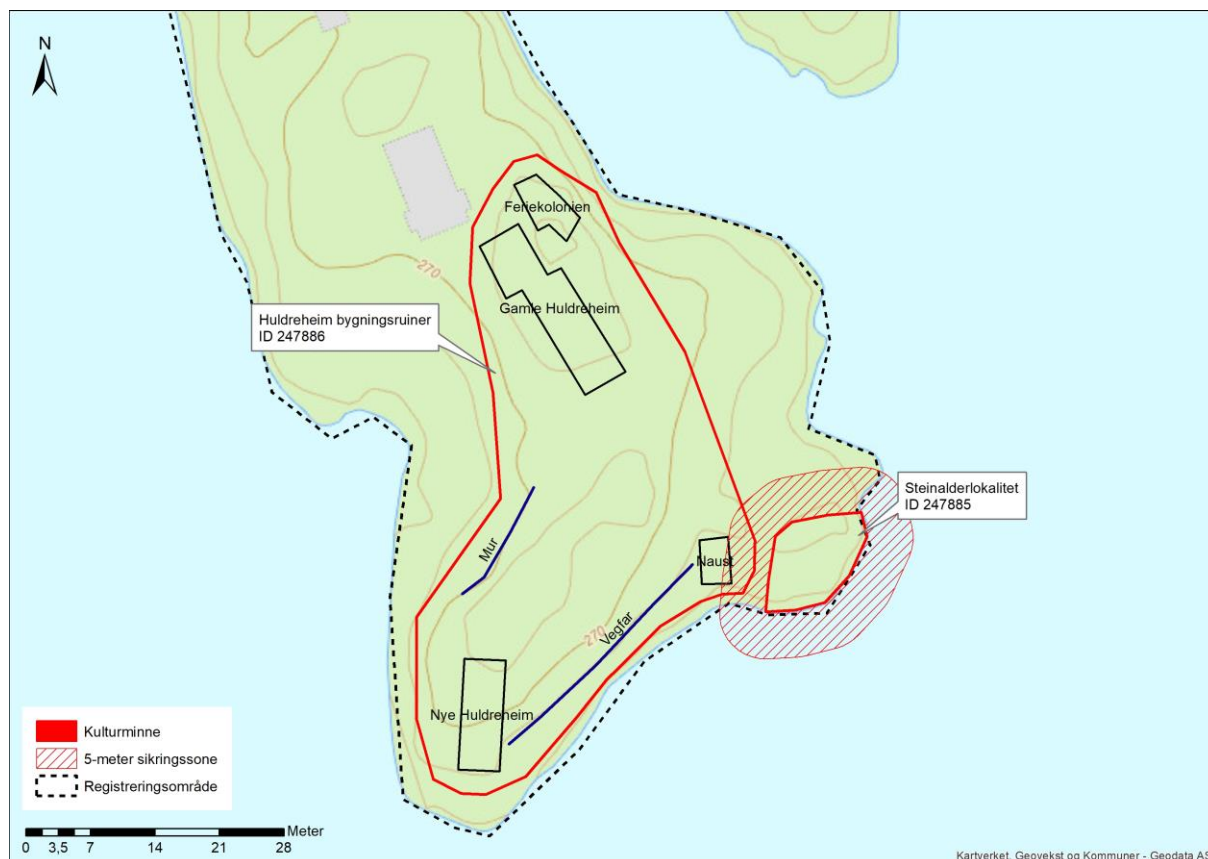 N
Feriekolonien
270
Gamle Huldreheim
Huldreheim bygningsruiner
ID 247886
Steinalderlokalitet
ID 247885
Mur
Naust
Vegfar
270
Nye Huldreheim
Kulturminne
5-meter sikringssone
Registreringsområde
Meter
0 3,5 7 14 21 28
Kartverket, Geovekst og Kommuner - Geodata AS